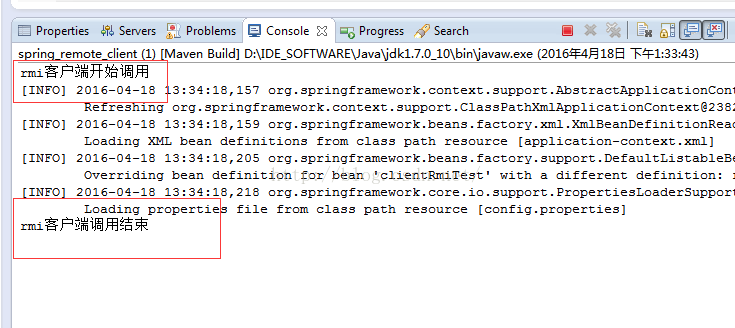 Properties Servers Problems Console Progress Search
spring_remote_client (1) [Maven Build] D:\IDE_SOFTWARE\Java\jdk1.7.0_10\bin\javaw.exe (2016年4月18日 下午1:33:43)
rmi客户端开始调用
[INFO] 2016-04-18 13:34:18,157 org.springframework.context.support.AbstractApplicationCont
Refreshing org.springframework.context.support.ClassPathXmlApplicationContext@2382
[INFO] 2016-04-18 13:34:18,159 org.springframework.beans.factory.xml.XmlBeanDefinitionRead
Loading XML bean definitions from class path resource [application-context.xml]
[INFO] 2016-04-18 13:34:18,205 org.springframework.beans.factory.support.DefaultListableBe
Overriding bean definition for bean 'clientRmiTest' with a different definition: r
[INFO] 2016-04-18 13:34:18,218 org.springframework.core.io.support.PropertiesLoaderSupport
Loading properties file from class path resource [config.properties]
rmi客户端调用结束